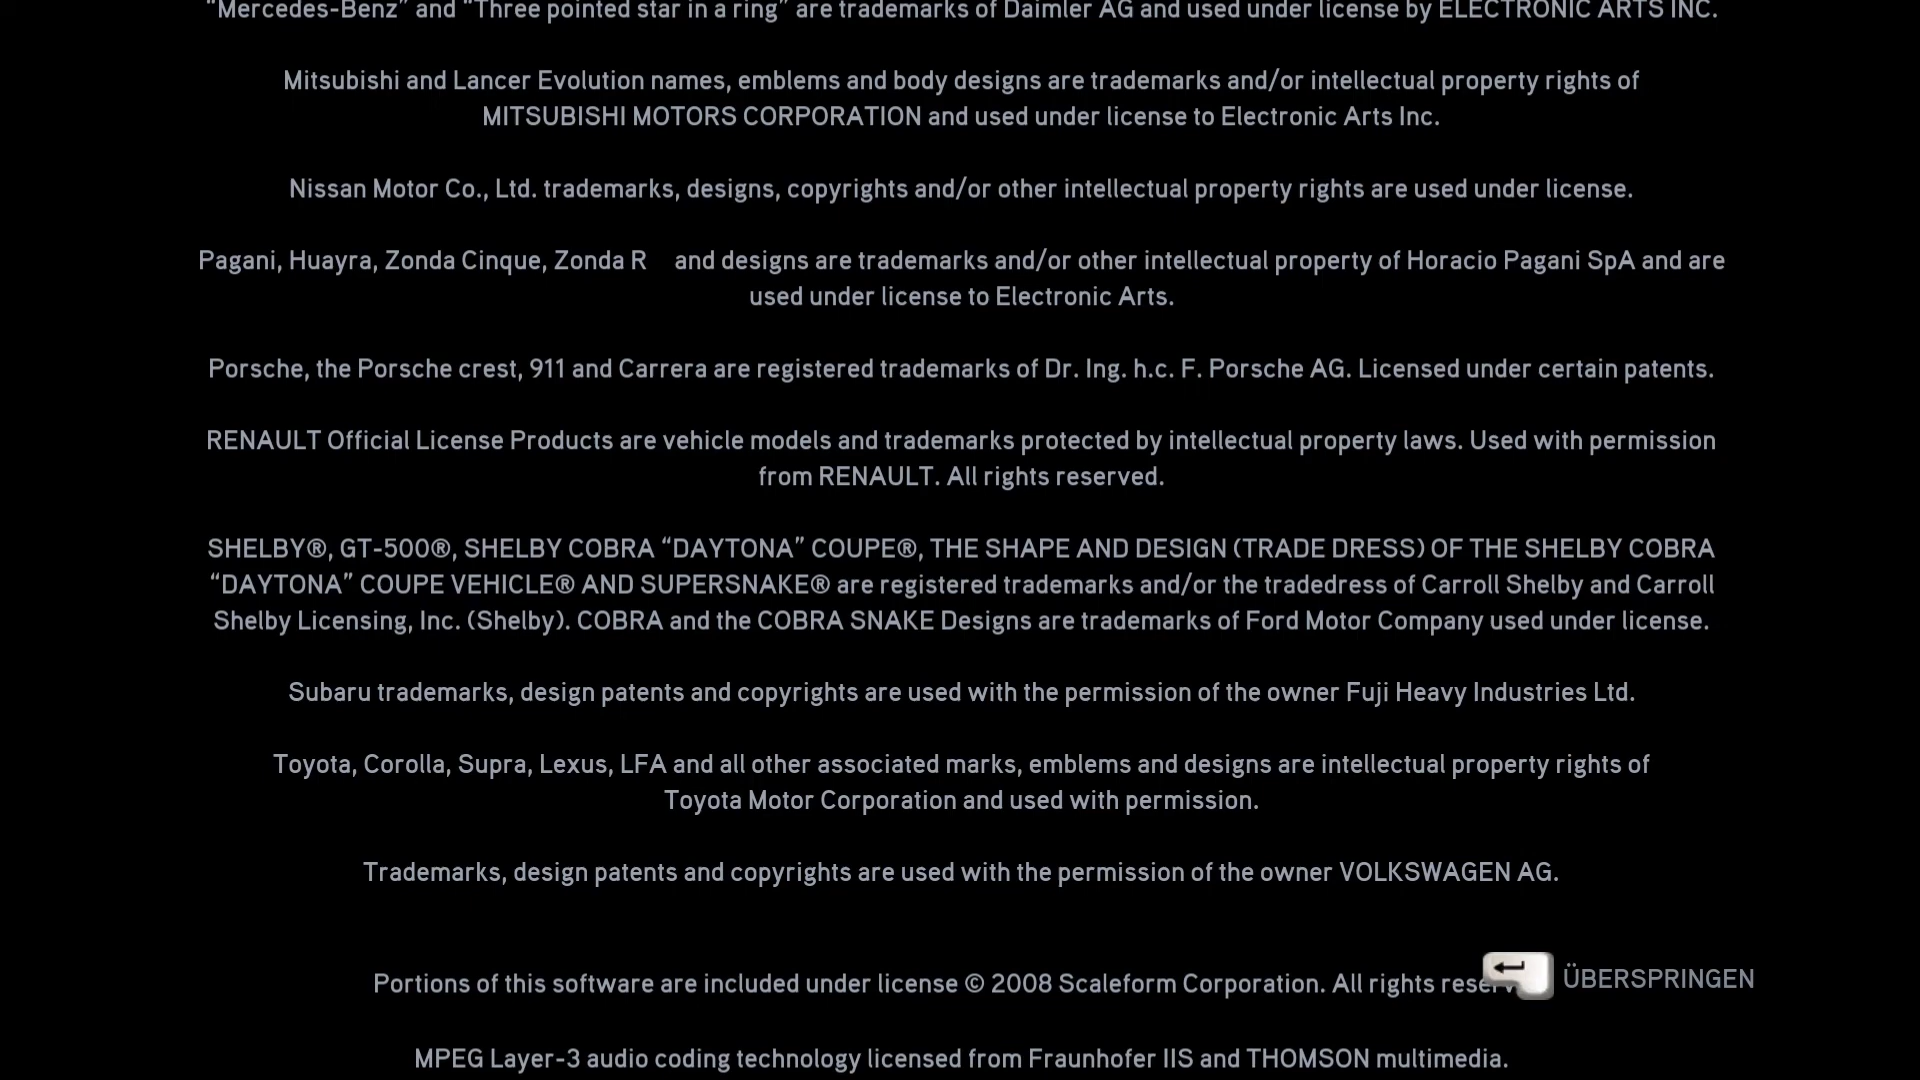 “Mercedes-Benz” and “Three pointed star in a ring” are trademarks of Daimler AG and used under license by ELECTRONIC ARTS INC.
Mitsubishi and Lancer Evolution names, emblems and body designs are trademarks and/or intellectual property rights of
MITSUBISHI MOTORS CORPORATION and used under license to Electronic Arts Inc.
Nissan Motor Co., Ltd. trademarks, designs, copyrights and/or other intellectual property rights are used under license.
Pagani, Huayra, Zonda Cinque, Zonda R and designs are trademarks and/or other intellectual property of Horacio Pagani SpA and are
used under license to Electronic Arts.
Porsche, the Porsche crest, 911 and Carrera are registered trademarks of Dr. Ing. h.c. F. Porsche AG. Licensed under certain patents.
RENAULT Official License Products are vehicle models and trademarks protected by intellectual property laws. Used with permission
from RENAULT. All rights reserved.
SHELBY®, GT-500®, SHELBY COBRA “DAYTONA” COUPE®, THE SHAPE AND DESIGN (TRADE DRESS) OF THE SHELBY COBRA
“DAYTONA” COUPE VEHICLE® AND SUPERSNAKE® are registered trademarks and/or the tradedress of Carroll Shelby and Carroll
Shelby Licensing, Inc. (Shelby). COBRA and the COBRA SNAKE Designs are trademarks of Ford Motor Company used under license.
Subaru trademarks, design patents and copyrights are used with the permission of the owner Fuji Heavy Industries Ltd.
Toyota, Corolla, Supra, Lexus, LFA and all other associated marks, emblems and designs are intellectual property rights of
Toyota Motor Corporation and used with permission.
Trademarks, design patents and copyrights are used with the permission of the owner VOLKSWAGEN AG.
Portions of this software are included under license © 2008 Scaleform Corporation. All rights
ÜBERSPRINGEN
MPEG Layer-3 audio coding technology licensed from Fraunhofer IIS and THOMSON multimedia.